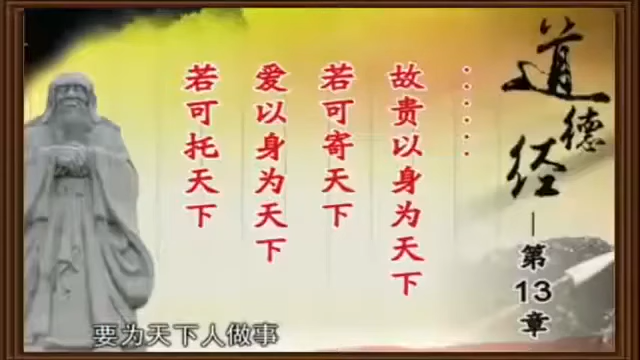 道德经
—第13章
……
故贵以身为天下
若可寄天下
爱以身为天下
若可托天下
要为天下人做事